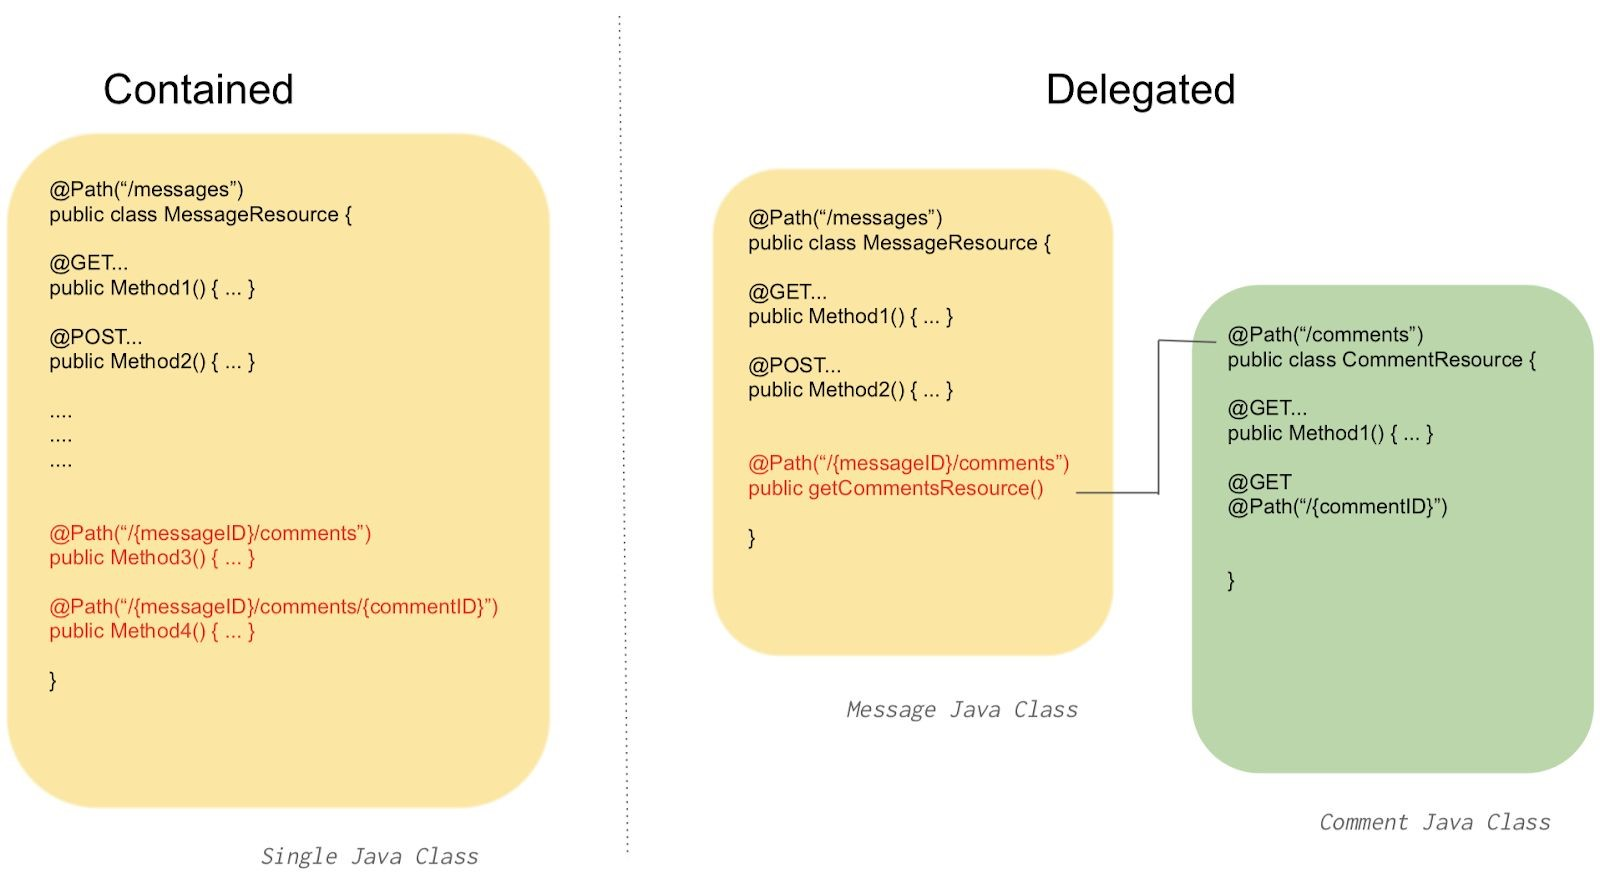 Contained
@Path(“/messages”)
public class MessageResource {
@GET...
public Method1() { ... }
@POST...
public Method2() { ... }
....
....
....
@Path(“/{messageID}/comments”)
public Method3() { ... }
@Path(“/{messageID}/comments/{commentID}”)
public Method4() { ... }
}
Single Java Class
Delegated
@Path(“/messages”)
public class MessageResource {
@GET...
public Method1() { ... }
@POST...
public Method2() { ... }
@Path(“/{messageID}/comments”)
public getCommentsResource()
}
Message Java Class
@Path(“/comments”)
public class CommentResource {
@GET...
public Method1() { ... }
@GET
@Path(“/{commentID}”)
}
Comment Java Class